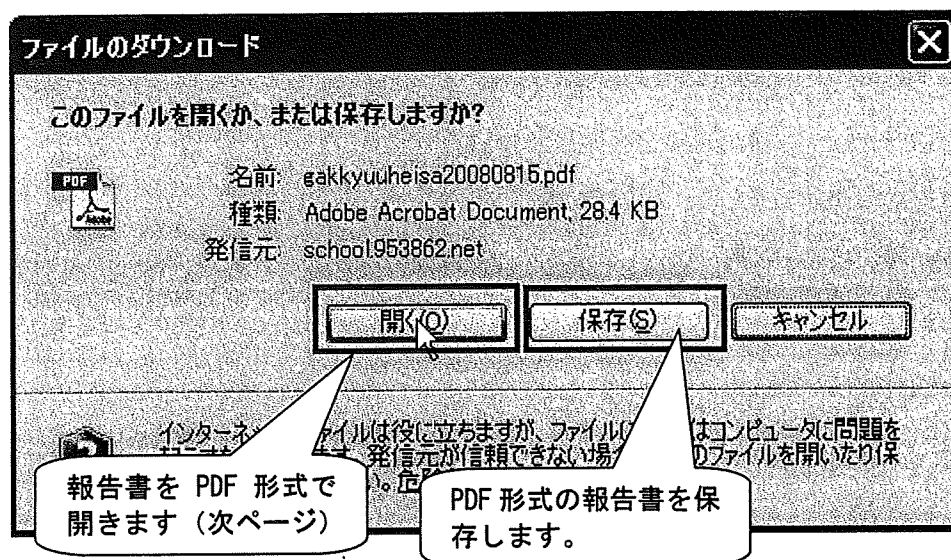 ファイルのダウンロード
このファイルを開くか、または保存しますか?
PDF
Adobe
名前: gakkyuuheisa20080815.pdf
種類: Adobe Acrobat Document, 28.4 KB
発信元: school.953862.net
開く(O)
保存(S)
キャンセル
インターネ ァイルは役に立ちますが、ファイルに はコンピュータに問題を
す。発信元が信頼できない場 のファイルを開いたり保
い。危険
報告書を PDF 形式で
開きます(次ページ)
PDF 形式の報告書を保
存します。